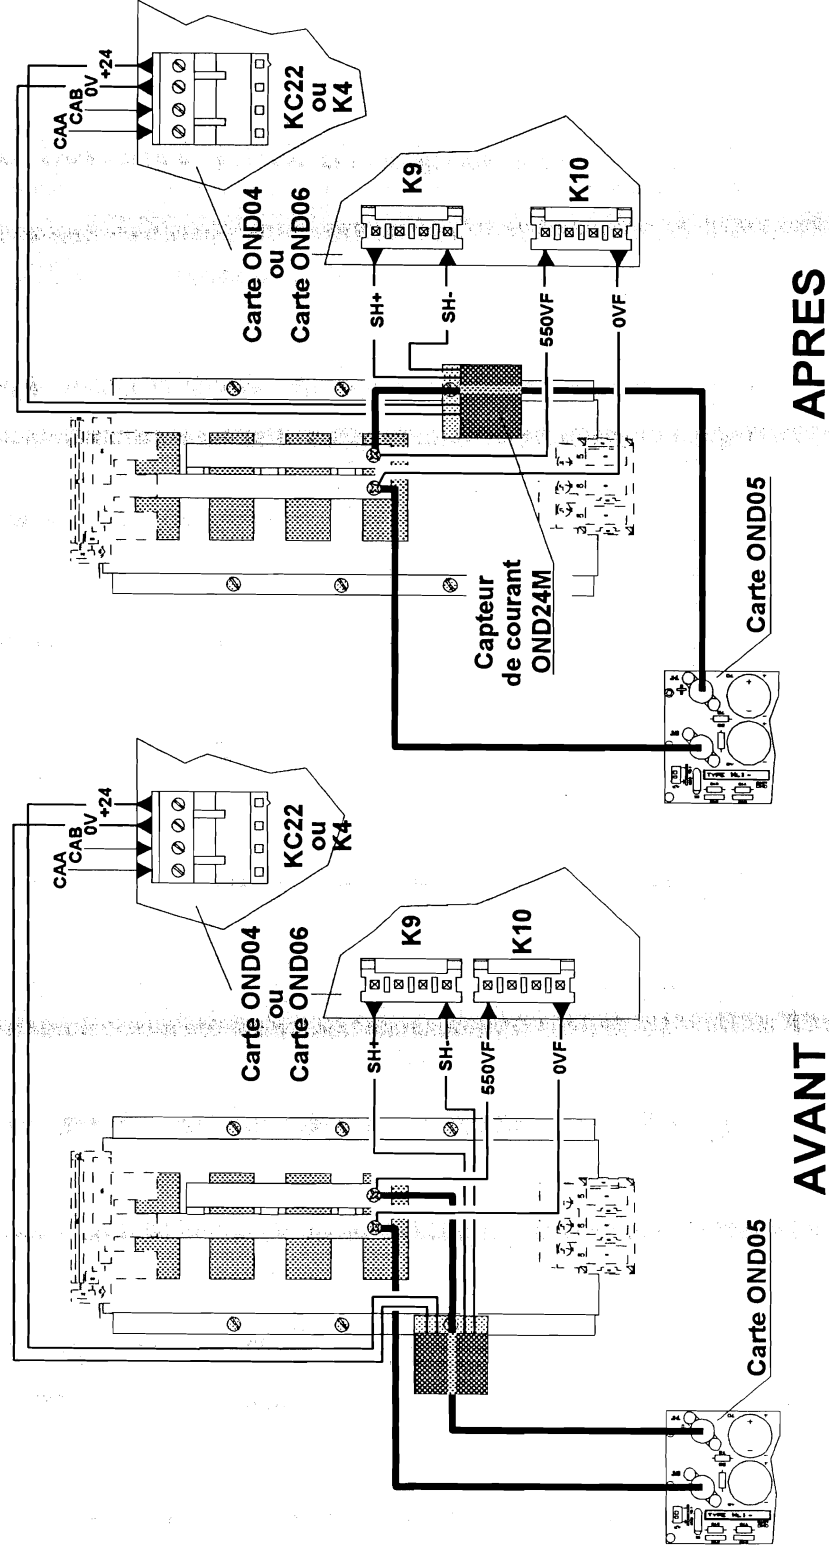 AVANT
CAA
CAB
0V
+24
KC22
ou
K4
Carte OND04
ou
Carte OND06
K9
K10
SH+
SH-
550VF
0VF
Carte OND05
APRES
CAA
CAB
0V
+24
KC22
ou
K4
Carte OND04
ou
Carte OND06
K9
K10
SH+
SH-
550VF
0VF
Capteur
de courant
OND24M
Carte OND05